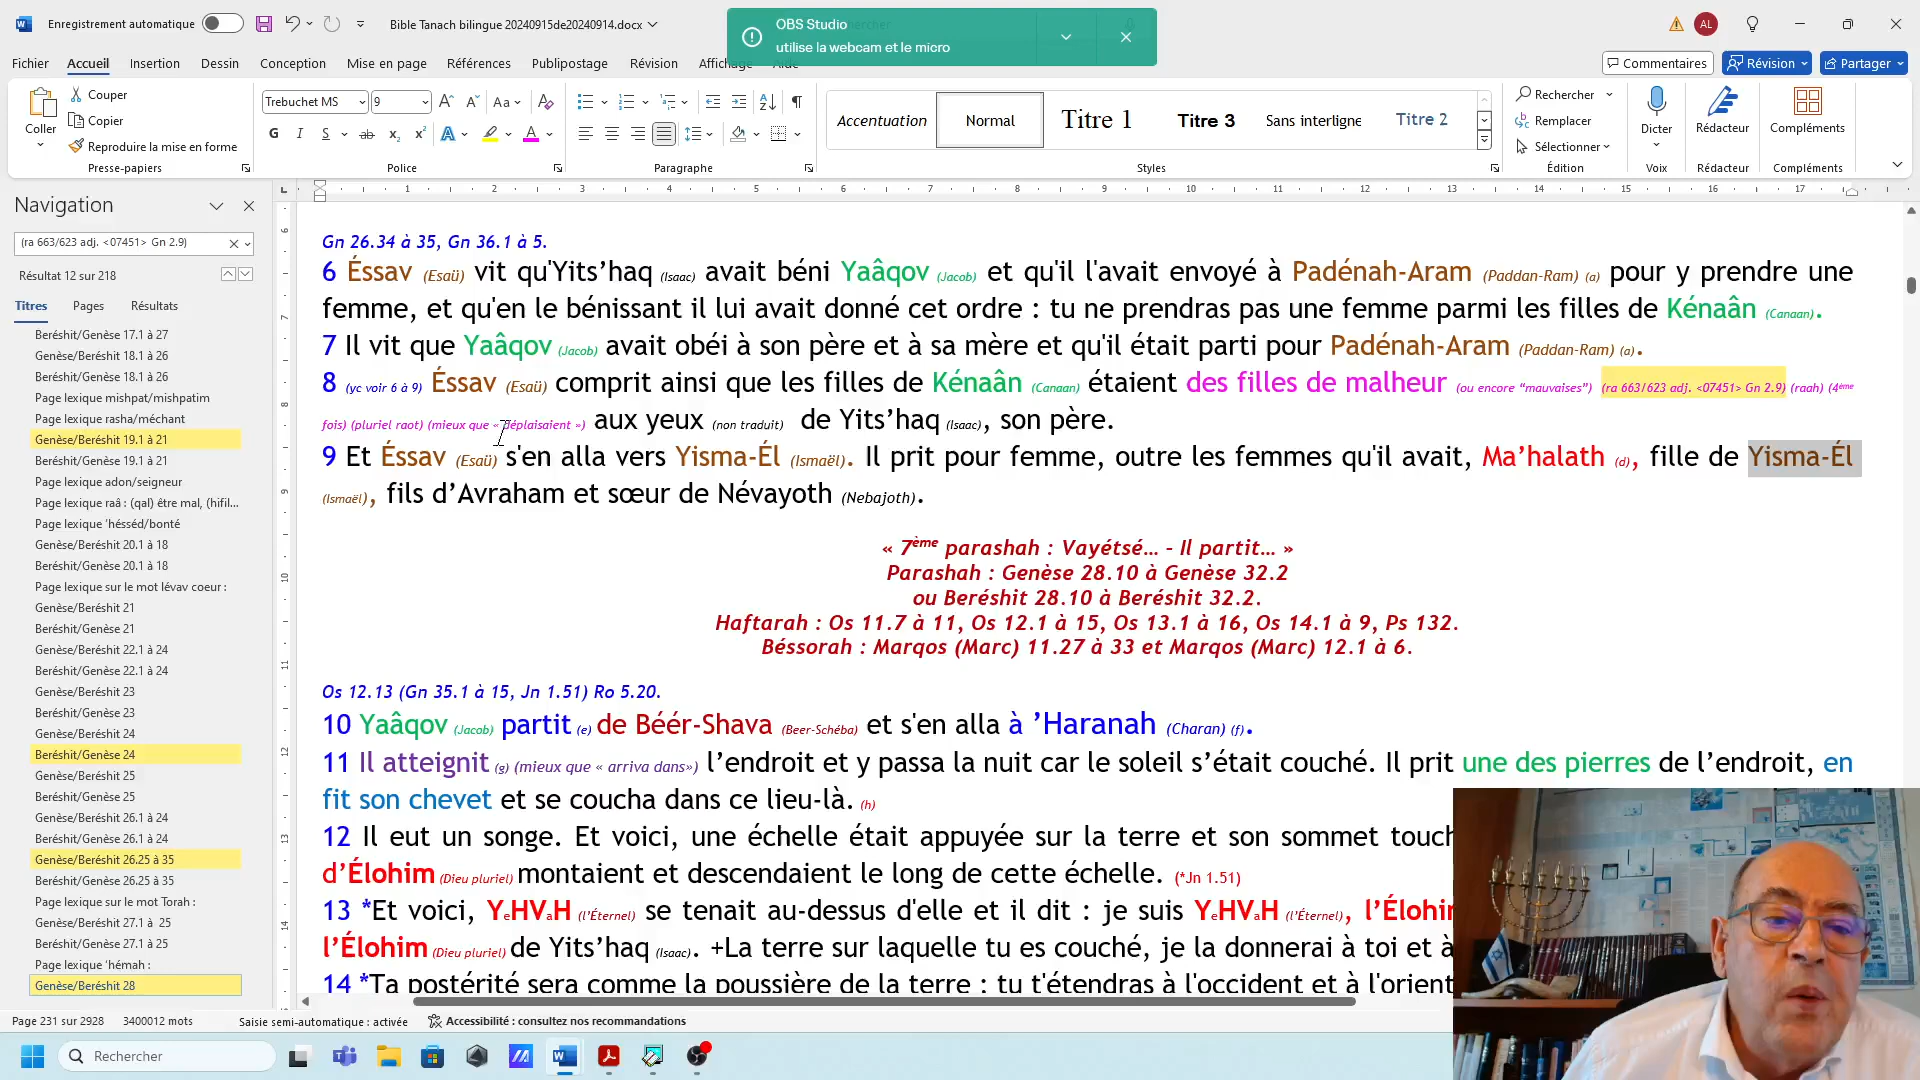 Enregistrement automatique
Bible Tanach bilingue 20240915de20240914.docx
OBS Studio
utilise la webcam et le micro
AL
Fichier Accueil Insertion Dessin Conception Mise en page Références Publipostage Révision Affichage Aide
Commentaires Révision Partager
Coller
Couper
Copier
Reproduire la mise en forme
Presse-papiers
Trebuchet MS 9
G I S ab
Police
Paragraphe
Accentuation Normal Titre 1 Titre 3 Sans interligne Titre 2
Styles
Rechercher
Remplacer
Sélectionner
Édition
Dicter
Voix
Rédacteur
Rédacteur
Compléments
Compléments
Navigation
(ra 663/623 adj. <07451> Gn 2.9)
Résultat 12 sur 218
Titres Pages Résultats
Beréshit/Genèse 17.1 à 27
Genèse/Beréshit 18.1 à 26
Beréshit/Genèse 18.1 à 26
Page lexique mishpat/mishpatim
Page lexique rasha/méchant
Genèse/Beréshit 19.1 à 21
Beréshit/Genèse 19.1 à 21
Page lexique adon/seigneur
Page lexique raâ : (qal) être mal, (hifil...
Page lexique ‘hésséd/bonté
Genèse/Beréshit 20.1 à 18
Beréshit/Genèse 20.1 à 18
Page lexique sur le mot lévav coeur :
Genèse/Beréshit 21
Beréshit/Genèse 21
Genèse/Beréshit 22.1 à 24
Beréshit/Genèse 22.1 à 24
Genèse/Beréshit 23
Beréshit/Genèse 23
Genèse/Beréshit 24
Beréshit/Genèse 24
Genèse/Beréshit 25
Beréshit/Genèse 25
Genèse/Beréshit 26.1 à 24
Beréshit/Genèse 26.1 à 24
Genèse/Beréshit 26.25 à 35
Beréshit/Genèse 26.25 à 35
Page lexique sur le mot Torah :
Genèse/Beréshit 27.1 à 25
Beréshit/Genèse 27.1 à 25
Page lexique ‘hémah :
Genèse/Beréshit 28
Gn 26.34 à 35, Gn 36.1 à 5.
6 Éssav (Esaü) vit qu'Yits’haq (Isaac) avait béni Yaâqov (Jacob) et qu'il l'avait envoyé à Padénah-Aram (Paddan-Ram) (a) pour y prendre une
femme, et qu'en le bénissant il lui avait donné cet ordre : tu ne prendras pas une femme parmi les filles de Kénaân (Canaan).
7 Il vit que Yaâqov (Jacob) avait obéi à son père et à sa mère et qu'il était parti pour Padénah-Aram (Paddan-Ram) (a).
8 (yc voir 6 à 9) Éssav (Esaü) comprit ainsi que les filles de Kénaân (Canaan) étaient des filles de malheur (ou encore “mauvaises”) (ra 663/623 adj. <07451> Gn 2.9) (raah) (4ème
fois) (pluriel raot) (mieux que « déplaisaient ») aux yeux (non traduit) de Yits’haq (Isaac), son père.
9 Et Éssav (Esaü) s'en alla vers Yisma-Él (Ismaël). Il prit pour femme, outre les femmes qu'il avait, Ma’halath (d), fille de Yisma-Él
(Ismaël), fils d’Avraham et sœur de Névayoth (Nebajoth).
« 7ème parashah : Vayétsé… – Il partit… »
Parashah : Genèse 28.10 à Genèse 32.2
ou Beréshit 28.10 à Beréshit 32.2.
Haftarah : Os 11.7 à 11, Os 12.1 à 15, Os 13.1 à 16, Os 14.1 à 9, Ps 132.
Béssorah : Marqos (Marc) 11.27 à 33 et Marqos (Marc) 12.1 à 6.
Os 12.13 (Gn 35.1 à 15, Jn 1.51) Ro 5.20.
10 Yaâqov (Jacob) partit (e) de Béér-Shava (Beer-Schéba) et s'en alla à ’Haranah (Charan) (f).
11 Il atteignit (g) (mieux que « arriva dans») l’endroit et y passa la nuit car le soleil s’était couché. Il prit une des pierres de l’endroit, en
fit son chevet et se coucha dans ce lieu-là. (h)
12 Il eut un songe. Et voici, une échelle était appuyée sur la terre et son sommet touch
d’Élohim (Dieu pluriel) montaient et descendaient le long de cette échelle. (*Jn 1.51)
13 *Et voici, YeHVaH (l’Éternel) se tenait au-dessus d'elle et il dit : je suis YeHVaH (l’Éternel), l’Élohim
l’Élohim (Dieu pluriel) de Yits’haq (Isaac). +La terre sur laquelle tu es couché, je la donnerai à toi et à
14 *Ta postérité sera comme la poussière de la terre : tu t'étendras à l'occident et à l'orient
Page 231 sur 2928 3400012 mots Saisie semi-automatique : activée Accessibilité : consultez nos recommandations
Rechercher